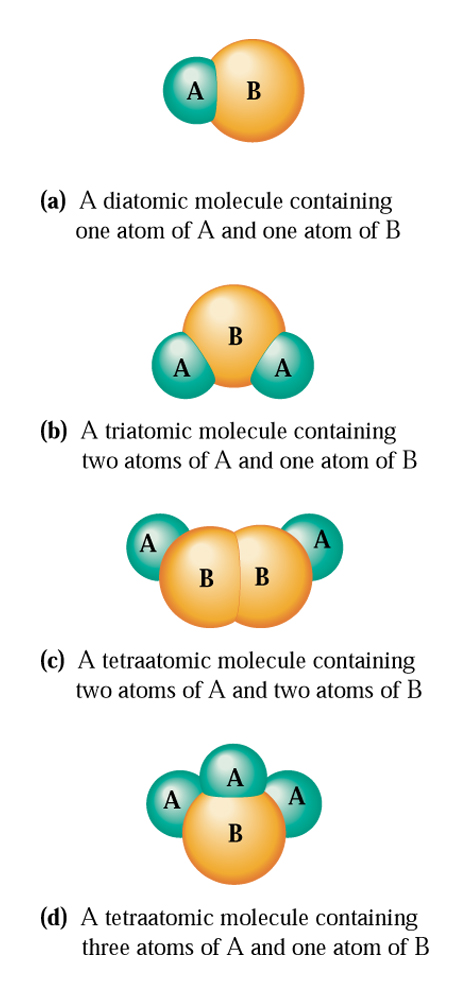 A B
(a) A diatomic molecule containing
one atom of A and one atom of B
B
A A
(b) A triatomic molecule containing
two atoms of A and one atom of B
A A
B B
(c) A tetraatomic molecule containing
two atoms of A and two atoms of B
A
A A
B
(d) A tetraatomic molecule containing
three atoms of A and one atom of B